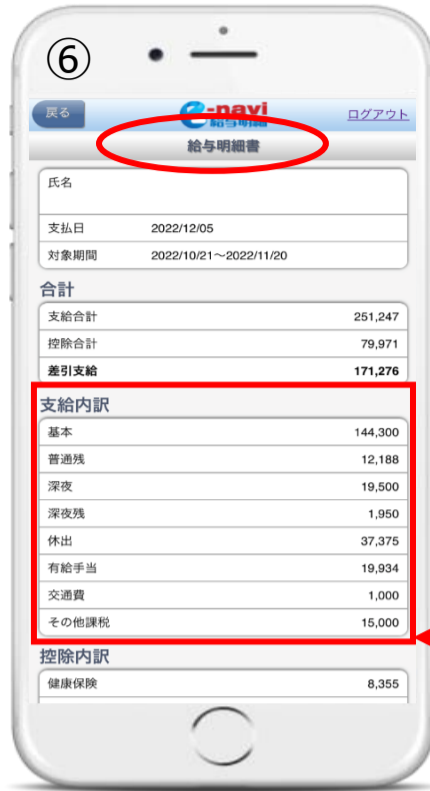 ⑥
戻る
e-navi
給与明細
ログアウト
給与明細書
氏名
支払日 2022/12/05
対象期間 2022/10/21～2022/11/20
合計
支給合計 251,247
控除合計 79,971
差引支給 171,276
支給内訳
基本 144,300
普通残 12,188
深夜 19,500
深夜残 1,950
休出 37,375
有給手当 19,934
交通費 1,000
その他課税 15,000
控除内訳
健康保険 8,355